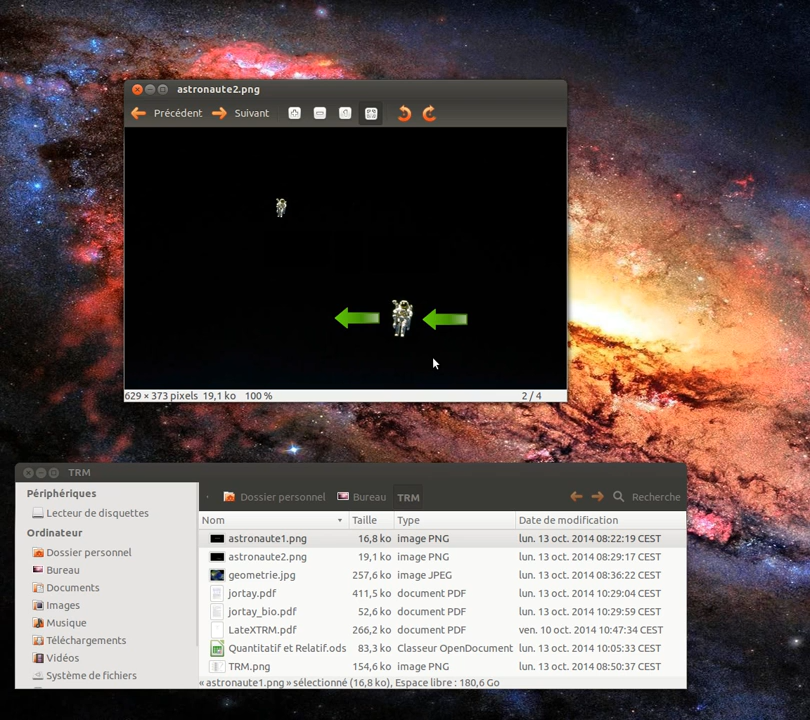 astronaute2.png
Précédent Suivant
629 × 373 pixels 19,1 ko 100 % 2 / 4
TRM
Périphériques
Lecteur de disquettes
Ordinateur
Dossier personnel
Bureau
Documents
Images
Musique
Téléchargements
Vidéos
Système de fichiers
Dossier personnel Bureau TRM Recherche
Nom Taille Type Date de modification
astronaute1.png 16,8 ko image PNG lun. 13 oct. 2014 08:22:19 CEST
astronaute2.png 19,1 ko image PNG lun. 13 oct. 2014 08:29:17 CEST
geometrie.jpg 257,6 ko image JPEG lun. 13 oct. 2014 08:36:22 CEST
jortay.pdf 411,5 ko document PDF lun. 13 oct. 2014 10:29:04 CEST
jortay_bio.pdf 52,6 ko document PDF lun. 13 oct. 2014 10:29:59 CEST
LateXTRM.pdf 266,2 ko document PDF ven. 10 oct. 2014 10:47:34 CEST
Quantitatif et Relatif.ods 83,3 ko Classeur OpenDocument lun. 13 oct. 2014 10:05:33 CEST
TRM.png 154,6 ko image PNG lun. 13 oct. 2014 08:50:37 CEST
« astronaute1.png » sélectionné (16,8 ko), Espace libre : 180,6 Go